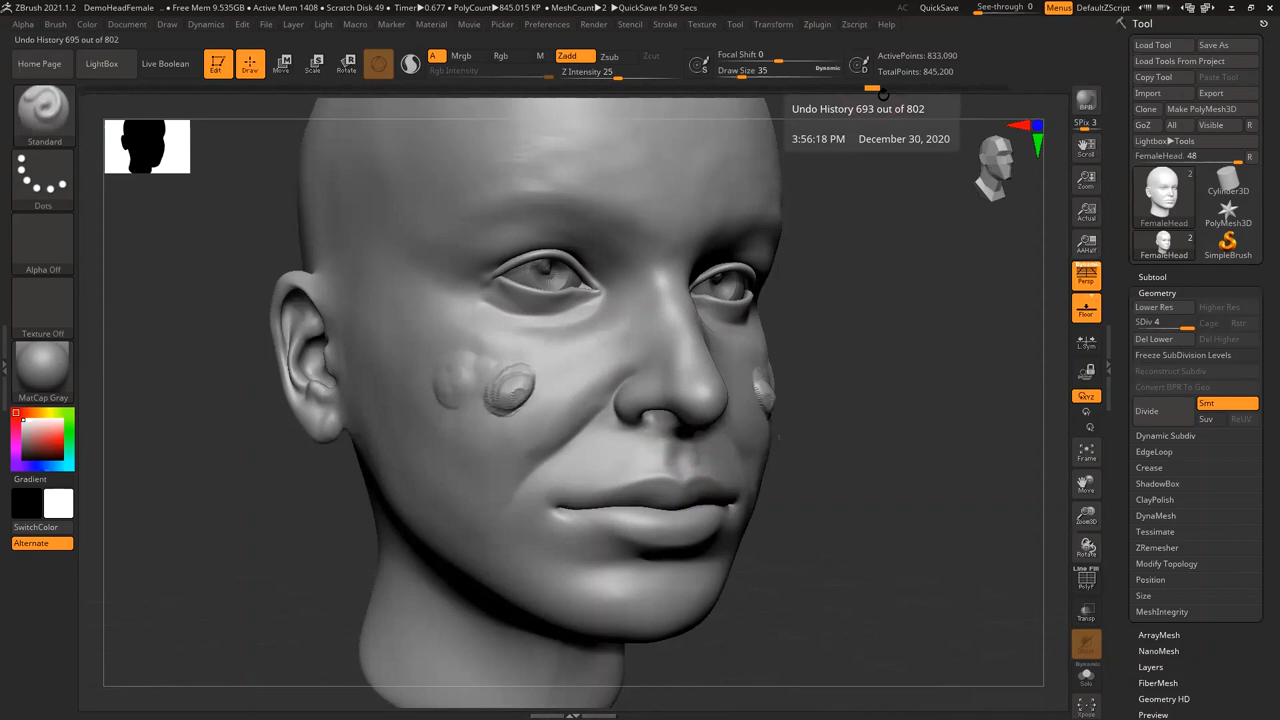 ZBrush 2021.1.2 DemoHeadFemale .. • Free Mem 9.535GB • Active Mem 1408 • Scratch Disk 49 • Timer▶0.677 • PolyCount▶845.015 KP • MeshCount▶2 QuickSave In 59 Secs AC QuickSave See-through 0 Menus DefaultZScript
Alpha Brush Color Document Draw Dynamics Edit File Layer Light Macro Marker Material Movie Picker Preferences Render Stencil Stroke Texture Tool Transform Zplugin Zscript Help
Undo History 695 out of 802
Home Page LightBox Live Boolean Edit Draw Move Scale Rotate
A Mrgb Rgb M Zadd Zsub Zcut
Rgb Intensity Z Intensity 25
Focal Shift 0
Draw Size 35 Dynamic
S D
ActivePoints: 833,090
TotalPoints: 845,200
Undo History 693 out of 802
3:56:18 PM December 30, 2020
Standard
Dots
Alpha Off
Texture Off
MatCap Gray
Gradient
SwitchColor
Alternate
BPR
SPix 3
Scroll
Zoom
Actual
AAHalf
Dynamic
Persp
Floor
L.Sym
XYZ
Frame
Move
Zoom3D
Rotate
Line Fill
PolyF
Transp
Dynamic
Solo
Xpose
Tool
Load Tool Save As
Load Tools From Project
Copy Tool Paste Tool
Import Export
Clone Make PolyMesh3D
GoZ All Visible R
Lightbox▶Tools
FemaleHead. 48 R
2
FemaleHead Cylinder3D
PolyMesh3D
2
FemaleHead SimpleBrush
Subtool
Geometry
Lower Res Higher Res
SDiv 4 Cage Rstr
Del Lower Del Higher
Freeze SubDivision Levels
Reconstruct Subdiv
Convert BPR To Geo
Divide Smt
Suv ReUV
Dynamic Subdiv
EdgeLoop
Crease
ShadowBox
ClayPolish
DynaMesh
Tessimate
ZRemesher
Modify Topology
Position
Size
MeshIntegrity
ArrayMesh
NanoMesh
Layers
FiberMesh
Geometry HD
Preview